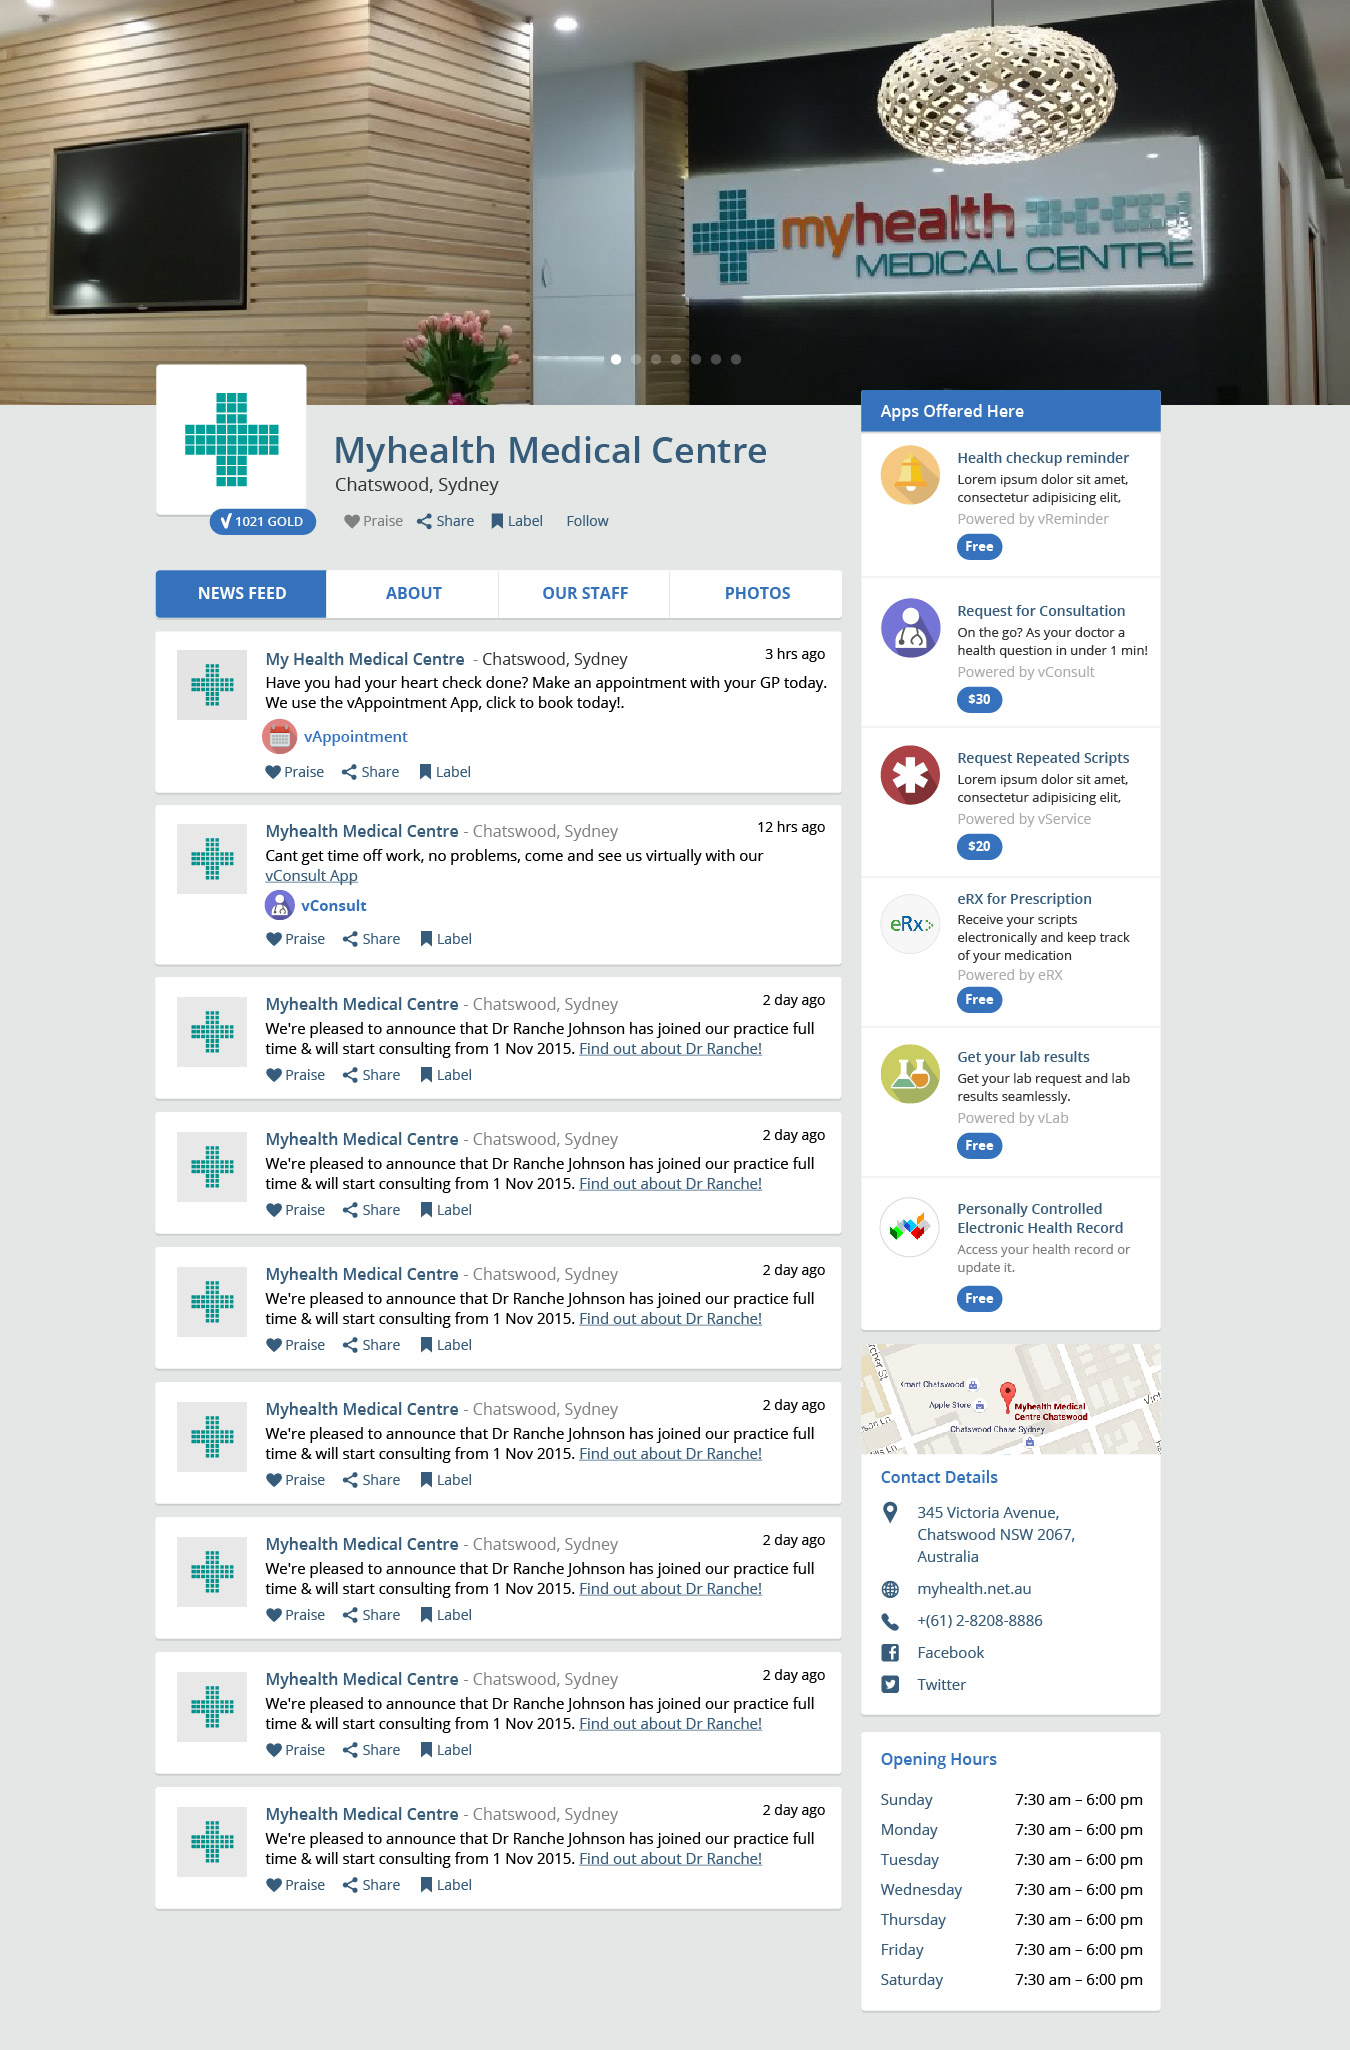 myhealth
MEDICAL CENTRE
Myhealth Medical Centre
Chatswood, Sydney
1021 GOLD
Praise Share Label Follow
NEWS FEED ABOUT OUR STAFF PHOTOS
My Health Medical Centre - Chatswood, Sydney 3 hrs ago
Have you had your heart check done? Make an appointment with your GP today.
We use the vAppointment App, click to book today!.
vAppointment
Praise Share Label
Myhealth Medical Centre - Chatswood, Sydney 12 hrs ago
Cant get time off work, no problems, come and see us virtually with our
vConsult App
vConsult
Praise Share Label
Myhealth Medical Centre - Chatswood, Sydney 2 day ago
We're pleased to announce that Dr Ranche Johnson has joined our practice full
time & will start consulting from 1 Nov 2015. Find out about Dr Ranche!
Praise Share Label
Myhealth Medical Centre - Chatswood, Sydney 2 day ago
We're pleased to announce that Dr Ranche Johnson has joined our practice full
time & will start consulting from 1 Nov 2015. Find out about Dr Ranche!
Praise Share Label
Myhealth Medical Centre - Chatswood, Sydney 2 day ago
We're pleased to announce that Dr Ranche Johnson has joined our practice full
time & will start consulting from 1 Nov 2015. Find out about Dr Ranche!
Praise Share Label
Myhealth Medical Centre - Chatswood, Sydney 2 day ago
We're pleased to announce that Dr Ranche Johnson has joined our practice full
time & will start consulting from 1 Nov 2015. Find out about Dr Ranche!
Praise Share Label
Myhealth Medical Centre - Chatswood, Sydney 2 day ago
We're pleased to announce that Dr Ranche Johnson has joined our practice full
time & will start consulting from 1 Nov 2015. Find out about Dr Ranche!
Praise Share Label
Myhealth Medical Centre - Chatswood, Sydney 2 day ago
We're pleased to announce that Dr Ranche Johnson has joined our practice full
time & will start consulting from 1 Nov 2015. Find out about Dr Ranche!
Praise Share Label
Myhealth Medical Centre - Chatswood, Sydney 2 day ago
We're pleased to announce that Dr Ranche Johnson has joined our practice full
time & will start consulting from 1 Nov 2015. Find out about Dr Ranche!
Praise Share Label
Apps Offered Here
Health checkup reminder
Lorem ipsum dolor sit amet,
consectetur adipisicing elit,
Powered by vReminder
Free
Request for Consultation
On the go? As your doctor a
health question in under 1 min!
Powered by vConsult
$30
Request Repeated Scripts
Lorem ipsum dolor sit amet,
consectetur adipisicing elit,
Powered by vService
$20
eRx
eRX for Prescription
Receive your scripts
electronically and keep track
of your medication
Powered by eRX
Free
Get your lab results
Get your lab request and lab
results seamlessly.
Powered by vLab
Free
Personally Controlled
Electronic Health Record
Access your health record or
update it.
Free
Kmart Chatswood
Apple Store
Myhealth Medical
Centre Chatswood
Chatswood Chase Sydney
Contact Details
345 Victoria Avenue,
Chatswood NSW 2067,
Australia
myhealth.net.au
+(61) 2-8208-8886
Facebook
Twitter
Opening Hours
Sunday 7:30 am – 6:00 pm
Monday 7:30 am – 6:00 pm
Tuesday 7:30 am – 6:00 pm
Wednesday 7:30 am – 6:00 pm
Thursday 7:30 am – 6:00 pm
Friday 7:30 am – 6:00 pm
Saturday 7:30 am – 6:00 pm